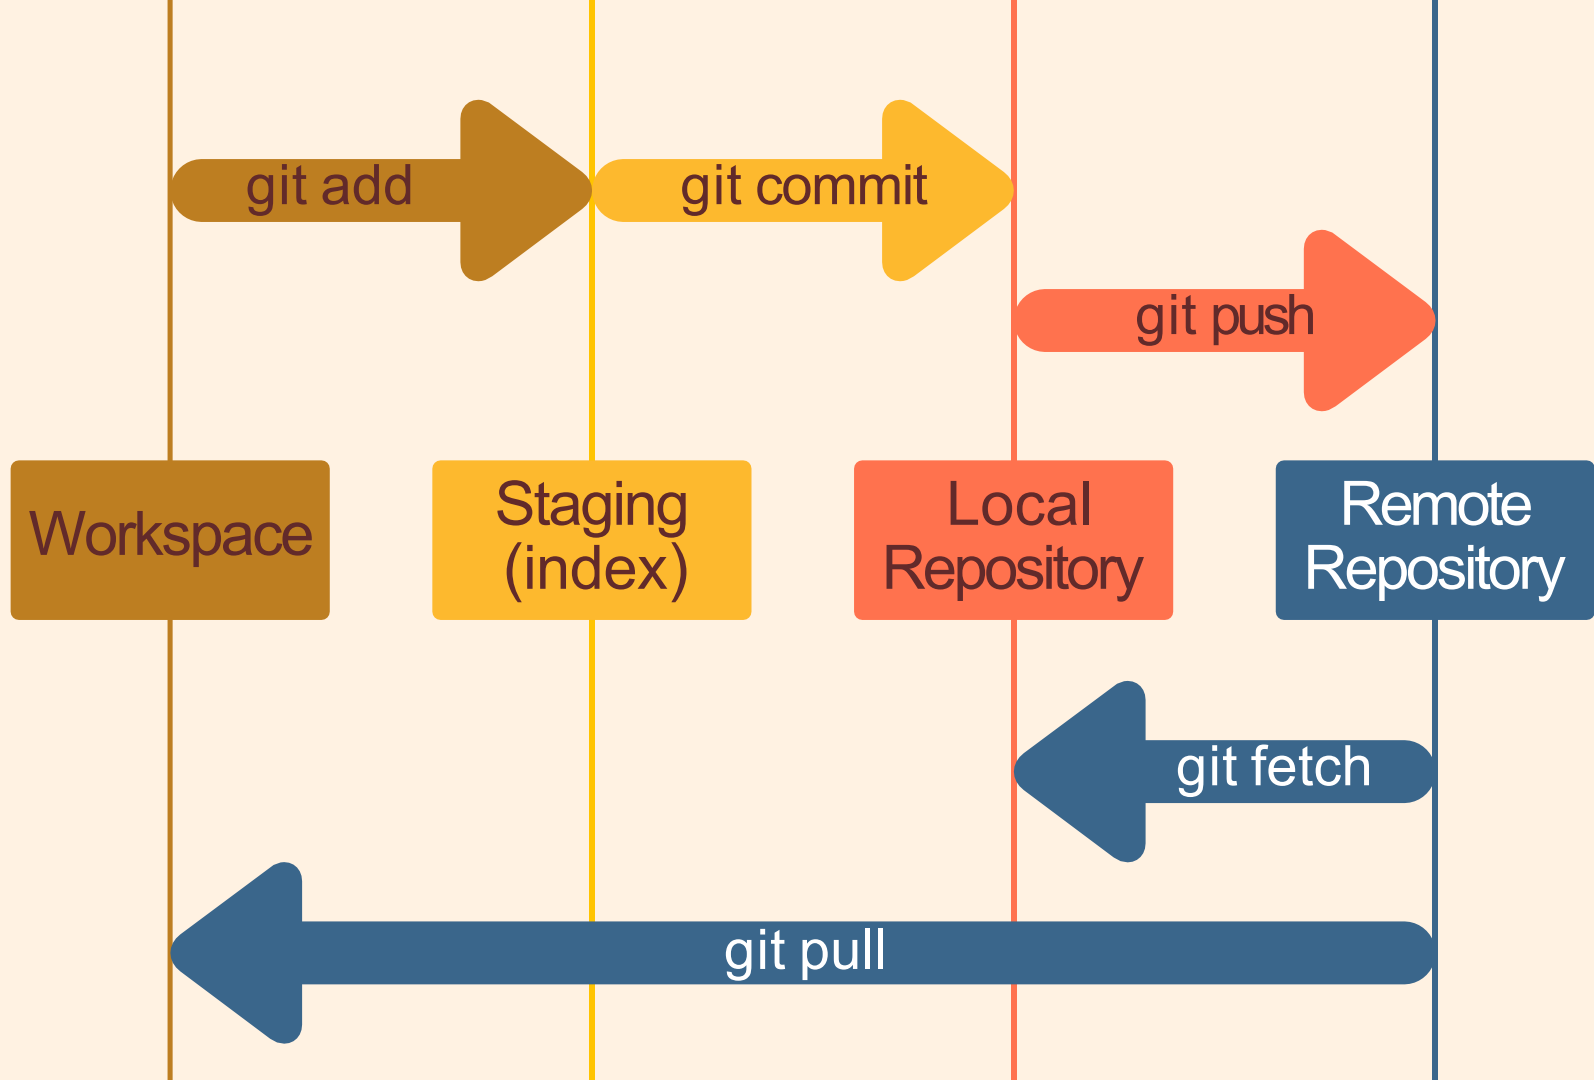 git add
git commit
git push
Workspace
Staging
(index)
Local
Repository
Remote
Repository
git fetch
git pull